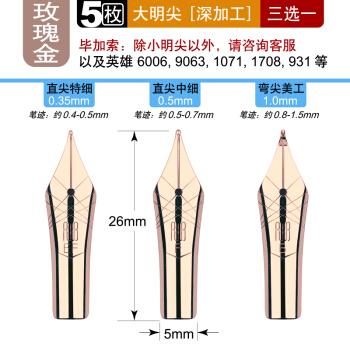 玫瑰金
5枚 大明尖 [深加工] 三选一
毕加索：除小明尖以外，请咨询客服
以及英雄 6006, 9063, 1071, 1708, 931 等
直尖特细
0.35mm
笔迹：约0.4-0.5mm
直尖中细
0.5mm
笔迹：约0.5-0.7mm
弯尖美工
1.0mm
笔迹：约0.8-1.5mm
26mm
5mm